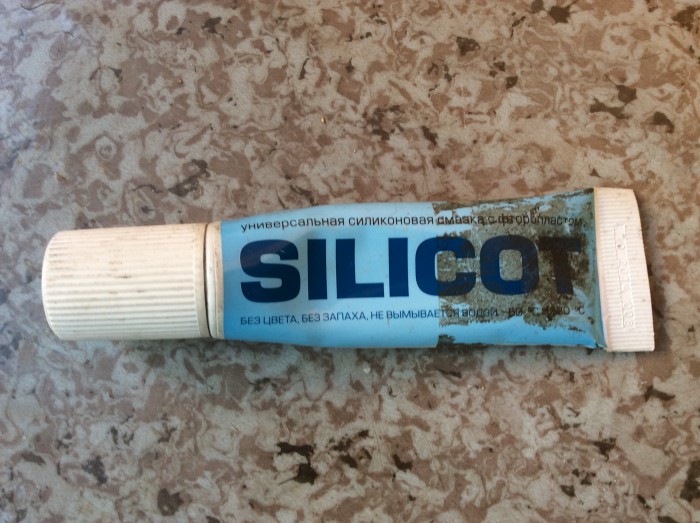 универсальная силиконовая смазка с фторопластом
SILICOT
БЕЗ ЦВЕТА, БЕЗ ЗАПАХА, НЕ ВЫМЫВАЕТСЯ ВОДОЙ °C °C